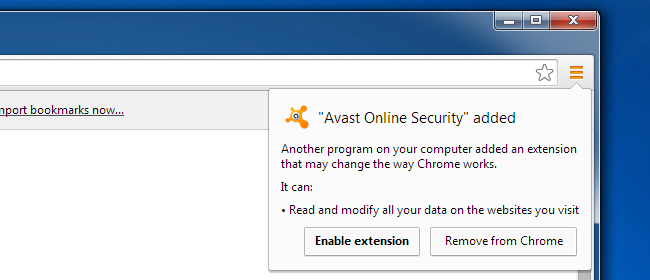 mport bookmarks now...
"Avast Online Security" added
Another program on your computer added an extension
that may change the way Chrome works.
It can:
• Read and modify all your data on the websites you visit
Enable extension
Remove from Chrome